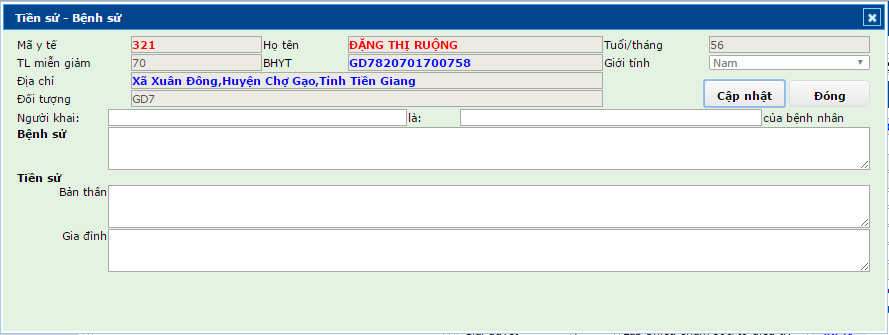 Tiền sử - Bệnh sử
Mã y tế 321 Họ tên ĐẶNG THỊ RUỘNG Tuổi/tháng 56
TL miễn giảm 70 BHYT GD7820701700758 Giới tính Nam
Địa chỉ Xã Xuân Đông,Huyện Chợ Gạo,Tỉnh Tiền Giang
Đối tượng GD7 Cập nhật Đóng
Người khai: là: của bệnh nhân
Bệnh sử
Tiền sử
Bản thân
Gia đình